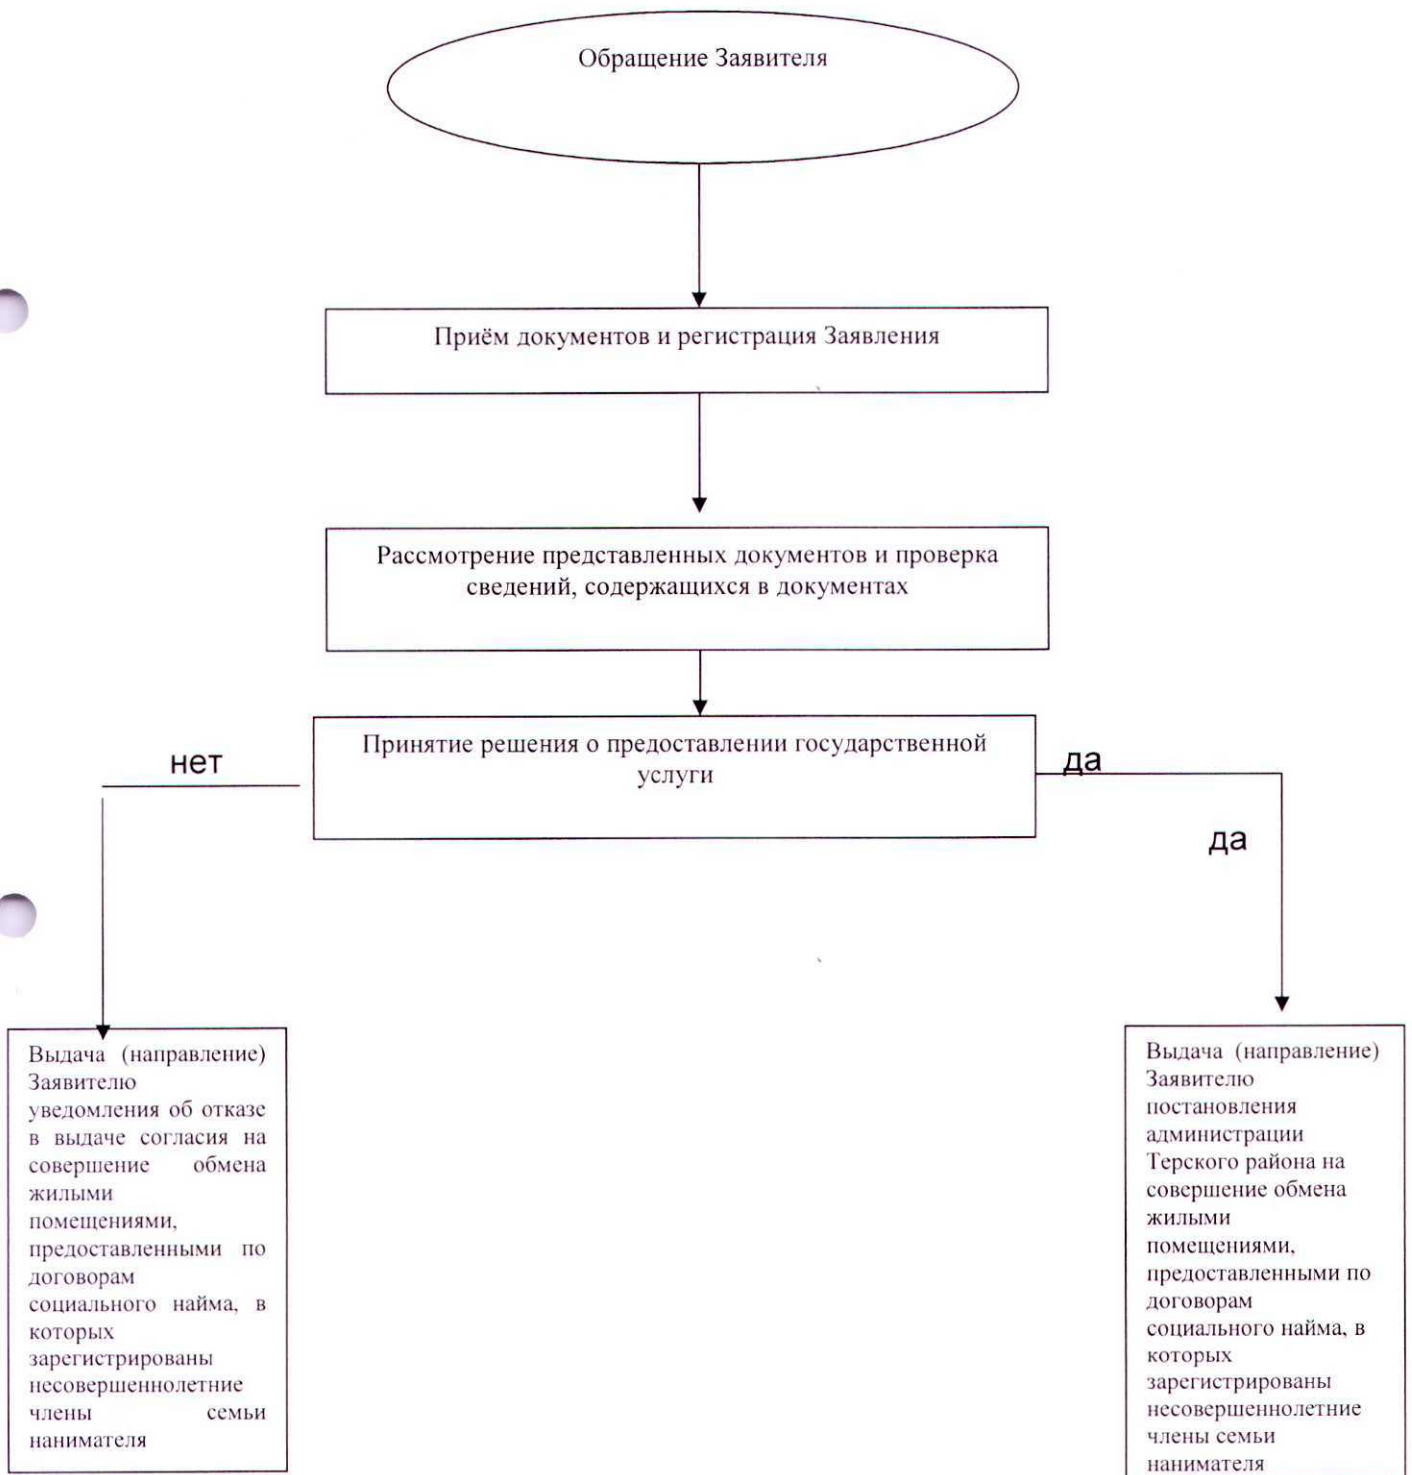 Обращение Заявителя
Приём документов и регистрация Заявления
Рассмотрение представленных документов и проверка
сведений, содержащихся в документах
Принятие решения о предоставлении государственной
услуги
нет
да
да
Выдача (направление)
Заявителю
уведомления об отказе
в выдаче согласия на
совершение обмена
жилыми
помещениями,
предоставленными по
договорам
социального найма, в
которых
зарегистрированы
несовершеннолетние
члены семьи
нанимателя
Выдача (направление)
Заявителю
постановления
администрации
Терского района на
совершение обмена
жилыми
помещениями,
предоставленными по
договорам
социального найма, в
которых
зарегистрированы
несовершеннолетние
члены семьи
нанимателя